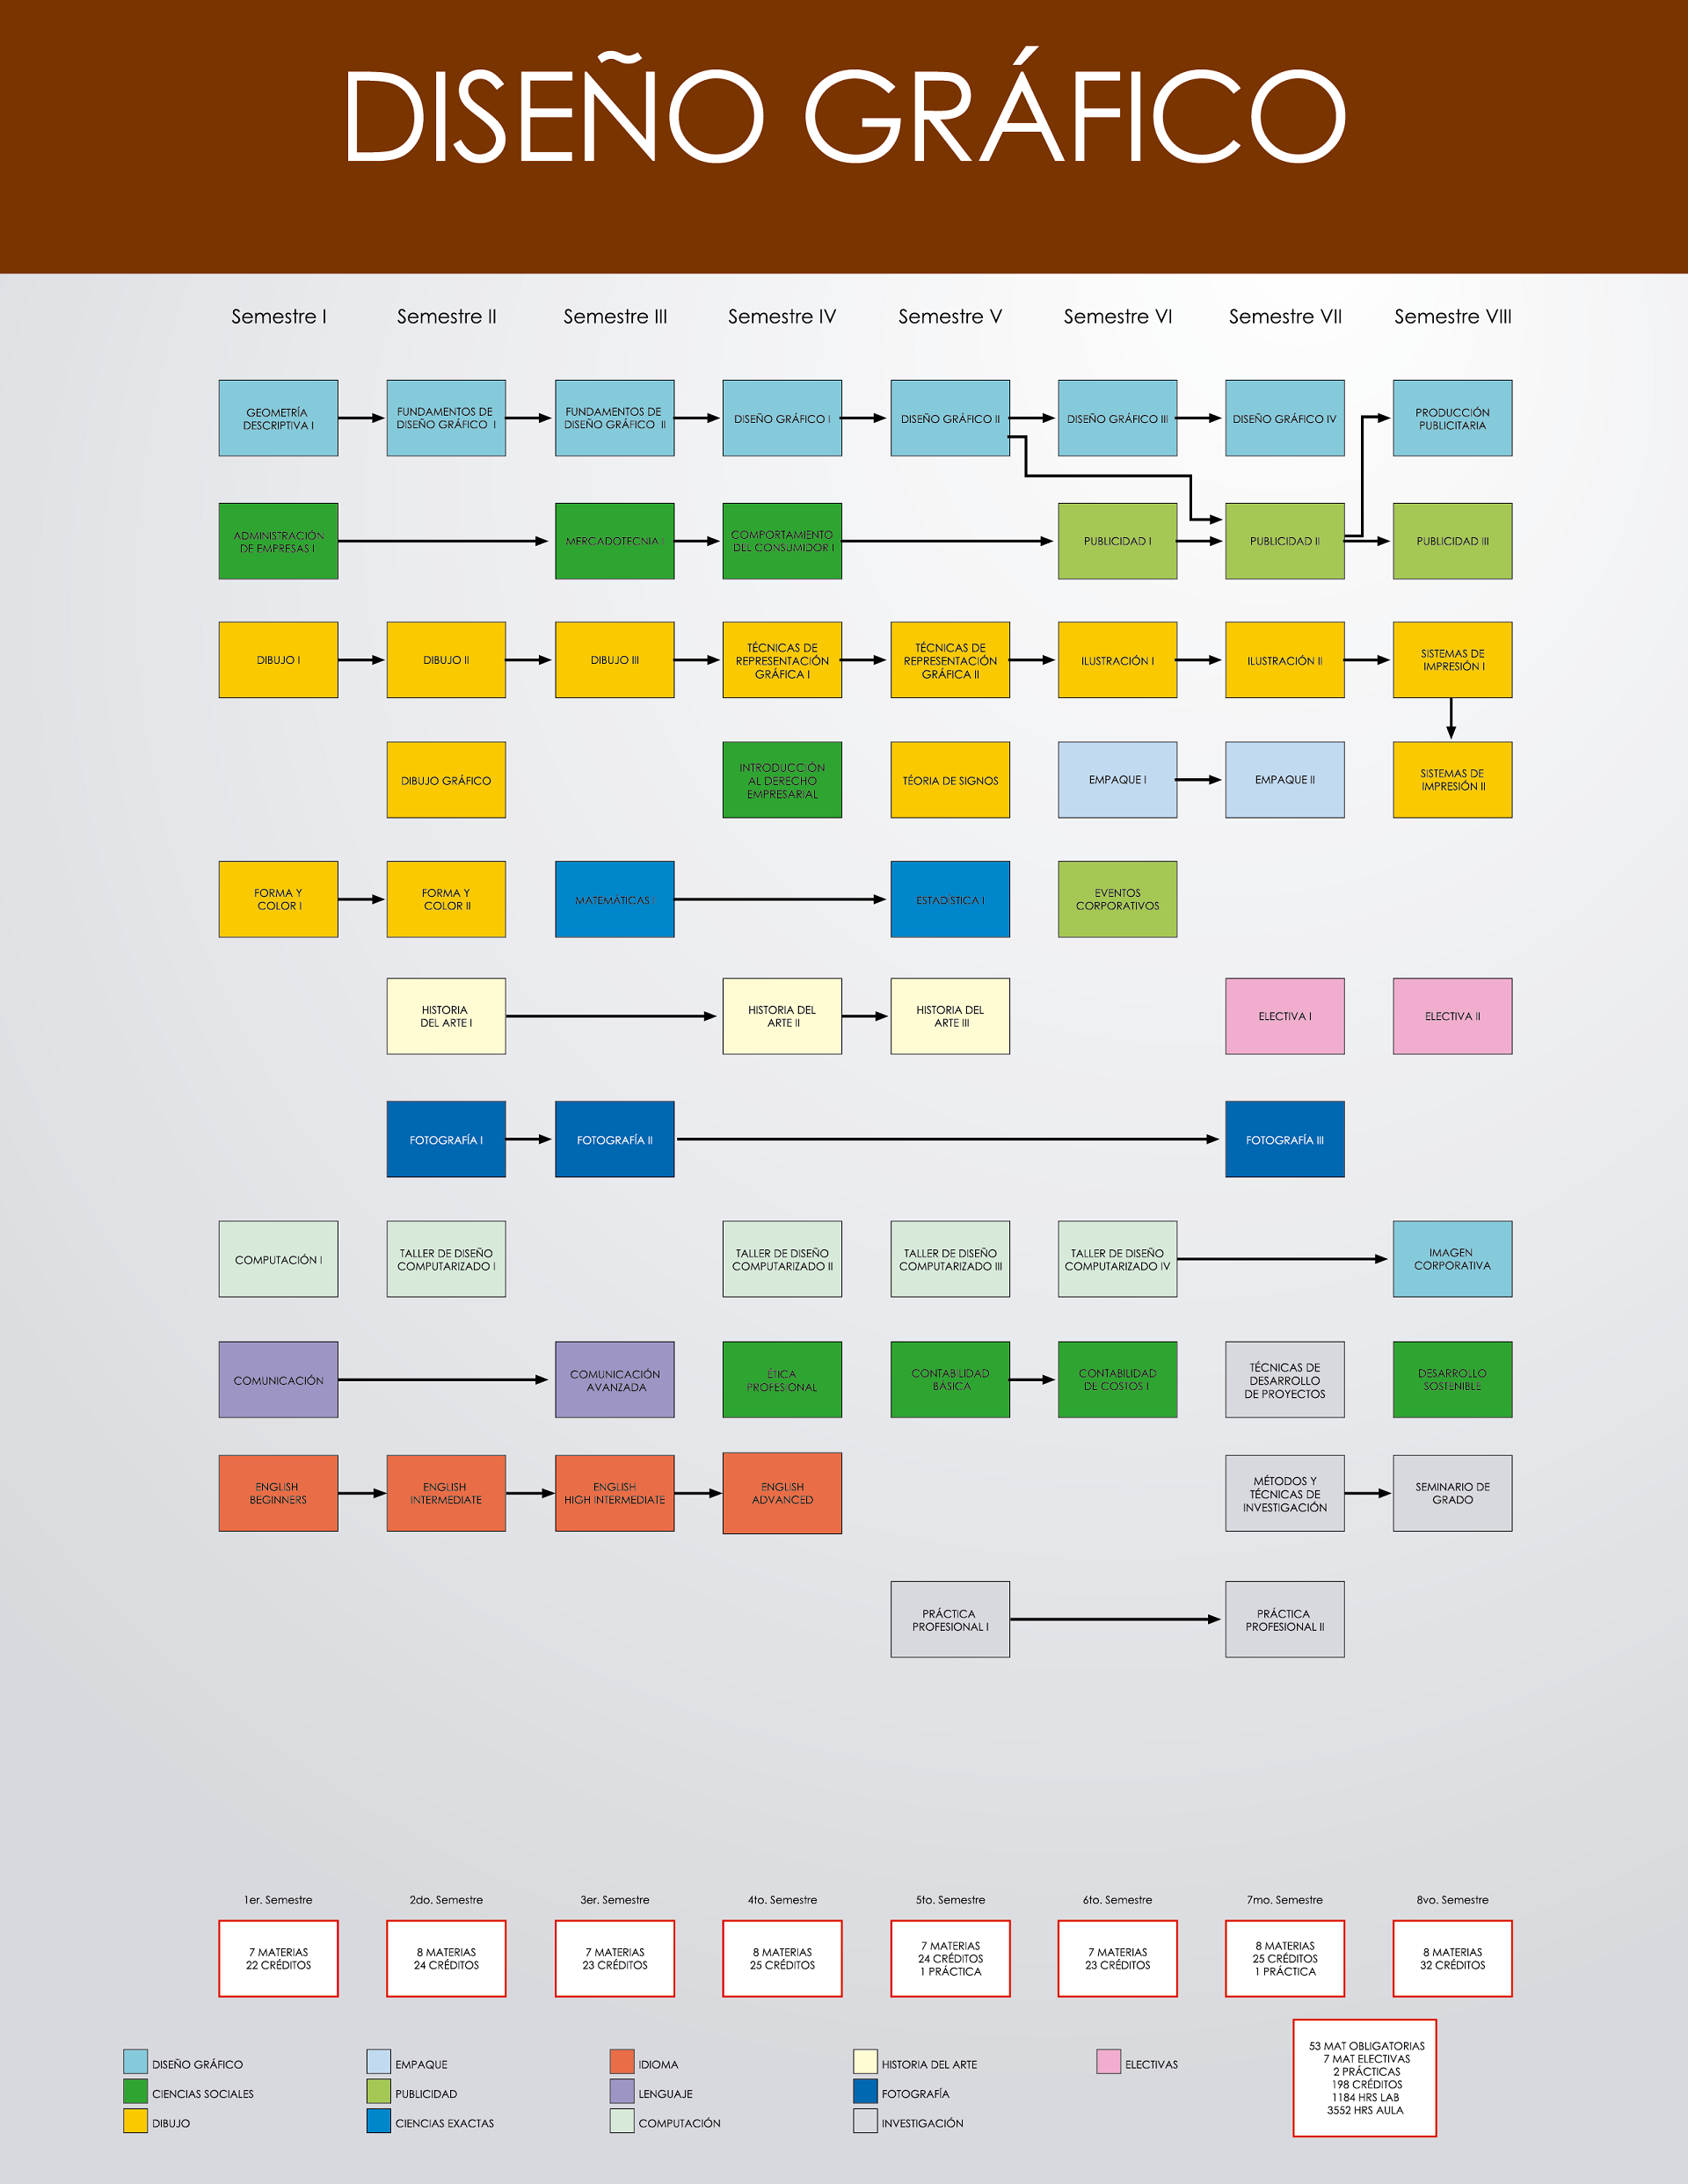 DISEÑO GRÁFICO
Semestre I
Semestre II
Semestre III
Semestre IV
Semestre V
Semestre VI
Semestre VII
Semestre VIII
GEOMETRÍA
DESCRIPTIVA I
FUNDAMENTOS DE
DISEÑO GRÁFICO I
FUNDAMENTOS DE
DISEÑO GRÁFICO II
DISEÑO GRÁFICO I
DISEÑO GRÁFICO II
DISEÑO GRÁFICO III
DISEÑO GRÁFICO IV
PRODUCCIÓN
PUBLICITARIA
ADMINISTRACIÓN
DE EMPRESAS I
MERCADOTECNIA I
COMPORTAMIENTO
DEL CONSUMIDOR I
PUBLICIDAD I
PUBLICIDAD II
PUBLICIDAD III
DIBUJO I
DIBUJO II
DIBUJO III
TÉCNICAS DE
REPRESENTACIÓN
GRÁFICA I
TÉCNICAS DE
REPRESENTACIÓN
GRÁFICA II
ILUSTRACIÓN I
ILUSTRACIÓN II
SISTEMAS DE
IMPRESIÓN I
DIBUJO GRÁFICO
INTRODUCCIÓN
AL DERECHO
EMPRESARIAL
TÉORIA DE SIGNOS
EMPAQUE I
EMPAQUE II
SISTEMAS DE
IMPRESIÓN II
FORMA Y
COLOR I
FORMA Y
COLOR II
MATEMÁTICAS I
ESTADÍSTICA I
EVENTOS
CORPORATIVOS
HISTORIA
DEL ARTE I
HISTORIA DEL
ARTE II
HISTORIA DEL
ARTE III
ELECTIVA I
ELECTIVA II
FOTOGRAFÍA I
FOTOGRAFÍA II
FOTOGRAFÍA III
COMPUTACIÓN I
TALLER DE DISEÑO
COMPUTARIZADO I
TALLER DE DISEÑO
COMPUTARIZADO II
TALLER DE DISEÑO
COMPUTARIZADO III
TALLER DE DISEÑO
COMPUTARIZADO IV
IMAGEN
CORPORATIVA
COMUNICACIÓN
COMUNICACIÓN
AVANZADA
ÉTICA
PROFESIONAL
CONTABILIDAD
BÁSICA
CONTABILIDAD
DE COSTOS I
TÉCNICAS DE
DESARROLLO
DE PROYECTOS
DESARROLLO
SOSTENIBLE
ENGLISH
BEGINNERS
ENGLISH
INTERMEDIATE
ENGLISH
HIGH INTERMEDIATE
ENGLISH
ADVANCED
MÉTODOS Y
TÉCNICAS DE
INVESTIGACIÓN
SEMINARIO DE
GRADO
PRÁCTICA
PROFESIONAL I
PRÁCTICA
PROFESIONAL II
1er. Semestre
2do. Semestre
3er. Semestre
4to. Semestre
5to. Semestre
6to. Semestre
7mo. Semestre
8vo. Semestre
7 MATERIAS
22 CRÉDITOS
8 MATERIAS
24 CRÉDITOS
7 MATERIAS
23 CRÉDITOS
8 MATERIAS
25 CRÉDITOS
7 MATERIAS
24 CRÉDITOS
1 PRÁCTICA
7 MATERIAS
23 CRÉDITOS
8 MATERIAS
25 CRÉDITOS
1 PRÁCTICA
8 MATERIAS
32 CRÉDITOS
DISEÑO GRÁFICO
CIENCIAS SOCIALES
DIBUJO
EMPAQUE
PUBLICIDAD
CIENCIAS EXACTAS
IDIOMA
LENGUAJE
COMPUTACIÓN
HISTORIA DEL ARTE
FOTOGRAFÍA
INVESTIGACIÓN
ELECTIVAS
53 MAT OBLIGATORIAS
7 MAT ELECTIVAS
2 PRÁCTICAS
198 CRÉDITOS
1184 HRS LAB
3552 HRS AULA